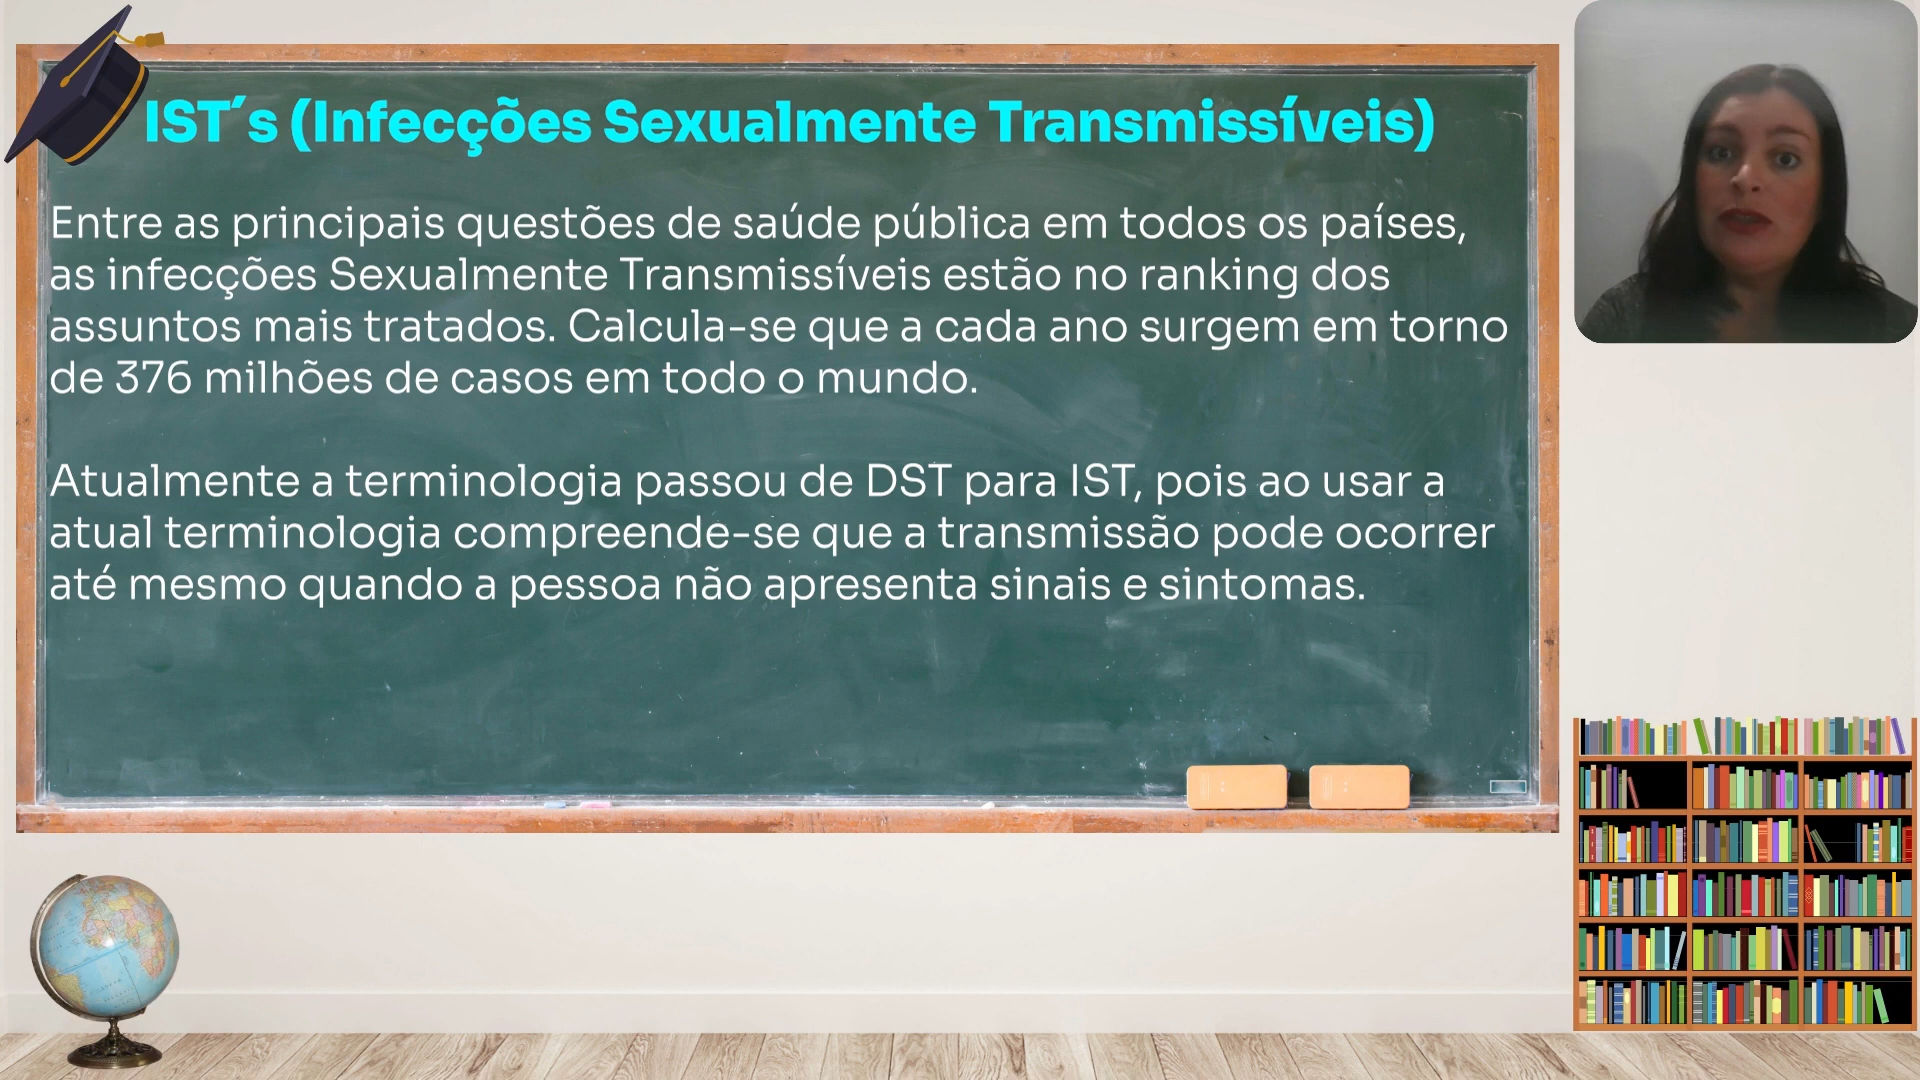 IST´s (Infecções Sexualmente Transmissíveis)
Entre as principais questões de saúde pública em todos os países,
as infecções Sexualmente Transmissíveis estão no ranking dos
assuntos mais tratados. Calcula-se que a cada ano surgem em torno
de 376 milhões de casos em todo o mundo.
Atualmente a terminologia passou de DST para IST, pois ao usar a
atual terminologia compreende-se que a transmissão pode ocorrer
até mesmo quando a pessoa não apresenta sinais e sintomas.